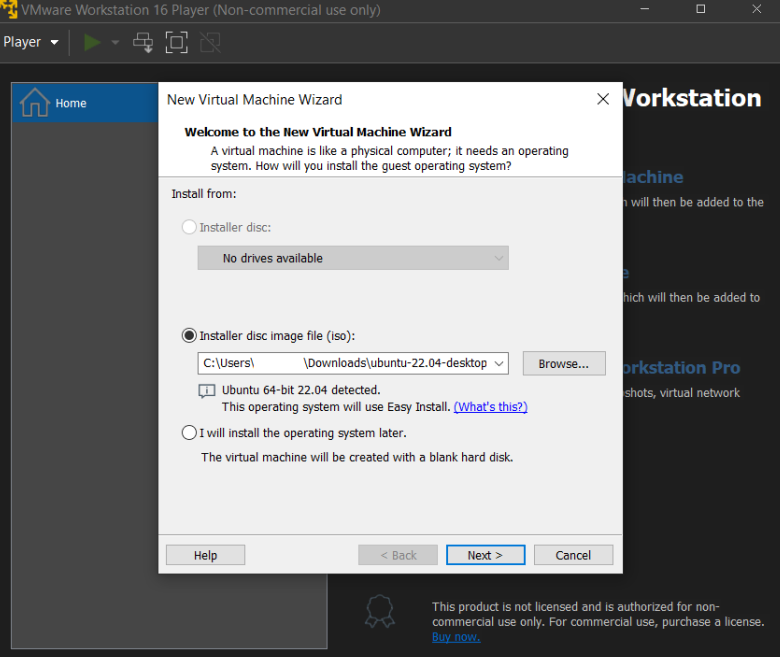 VMware Workstation 16 Player (Non-commercial use only)
Player
Home
Workstation
New Virtual Machine Wizard
Welcome to the New Virtual Machine Wizard
A virtual machine is like a physical computer; it needs an operating
system. How will you install the guest operating system?
Install from:
Installer disc:
No drives available
Installer disc image file (iso):
C:\Users\ \Downloads\ubuntu-22.04-desktop
Browse...
Ubuntu 64-bit 22.04 detected.
This operating system will use Easy Install. (What's this?)
I will install the operating system later.
The virtual machine will be created with a blank hard disk.
Help
< Back
Next >
Cancel
achine
will then be added to the
e
hich will then be added to
orkstation Pro
shots, virtual network
This product is not licensed and is authorized for non-
commercial use only. For commercial use, purchase a license.
Buy now.